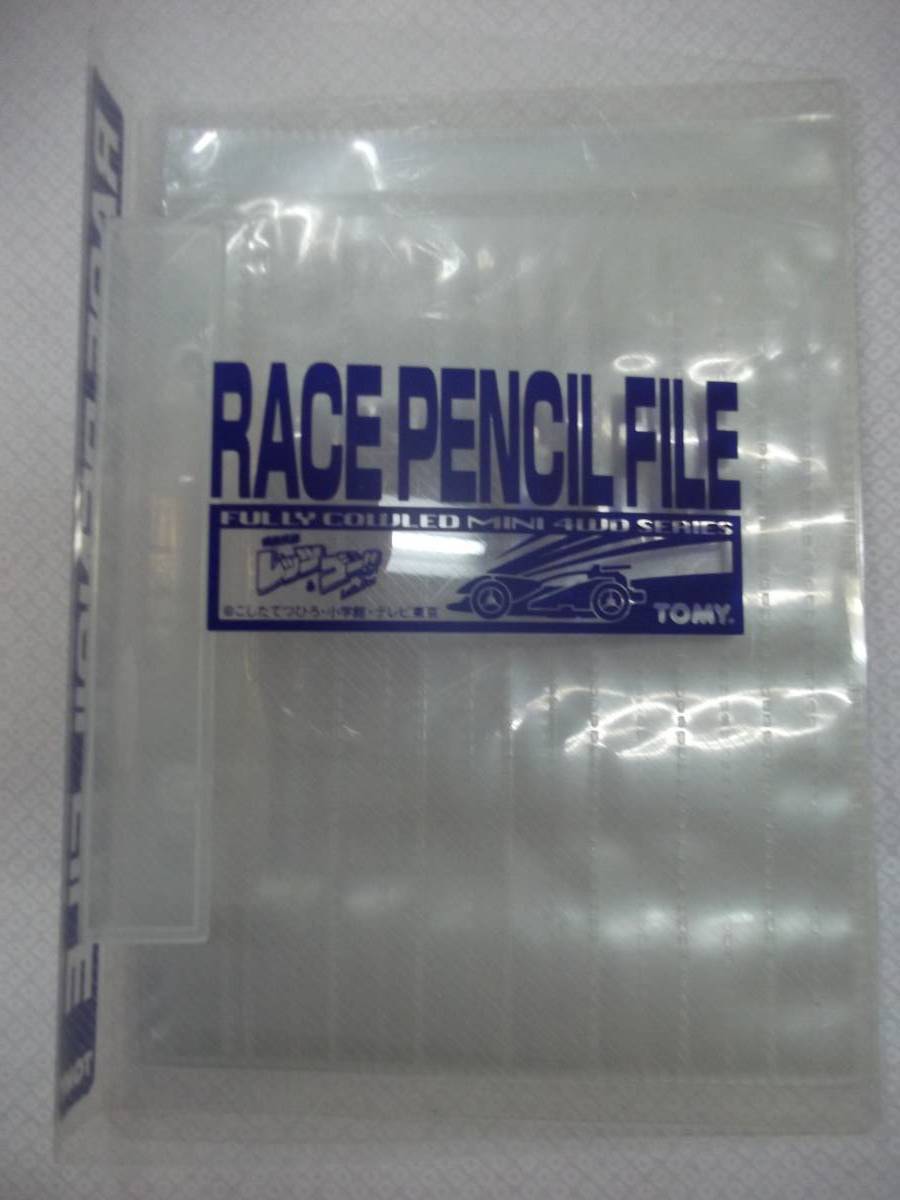 RACE PENCIL FILE
FULLY COWLED MINI 4WD SERIES
レッツ
&
ゴー!!
©こしたてつひろ・小学館・テレビ東京
TOMY.